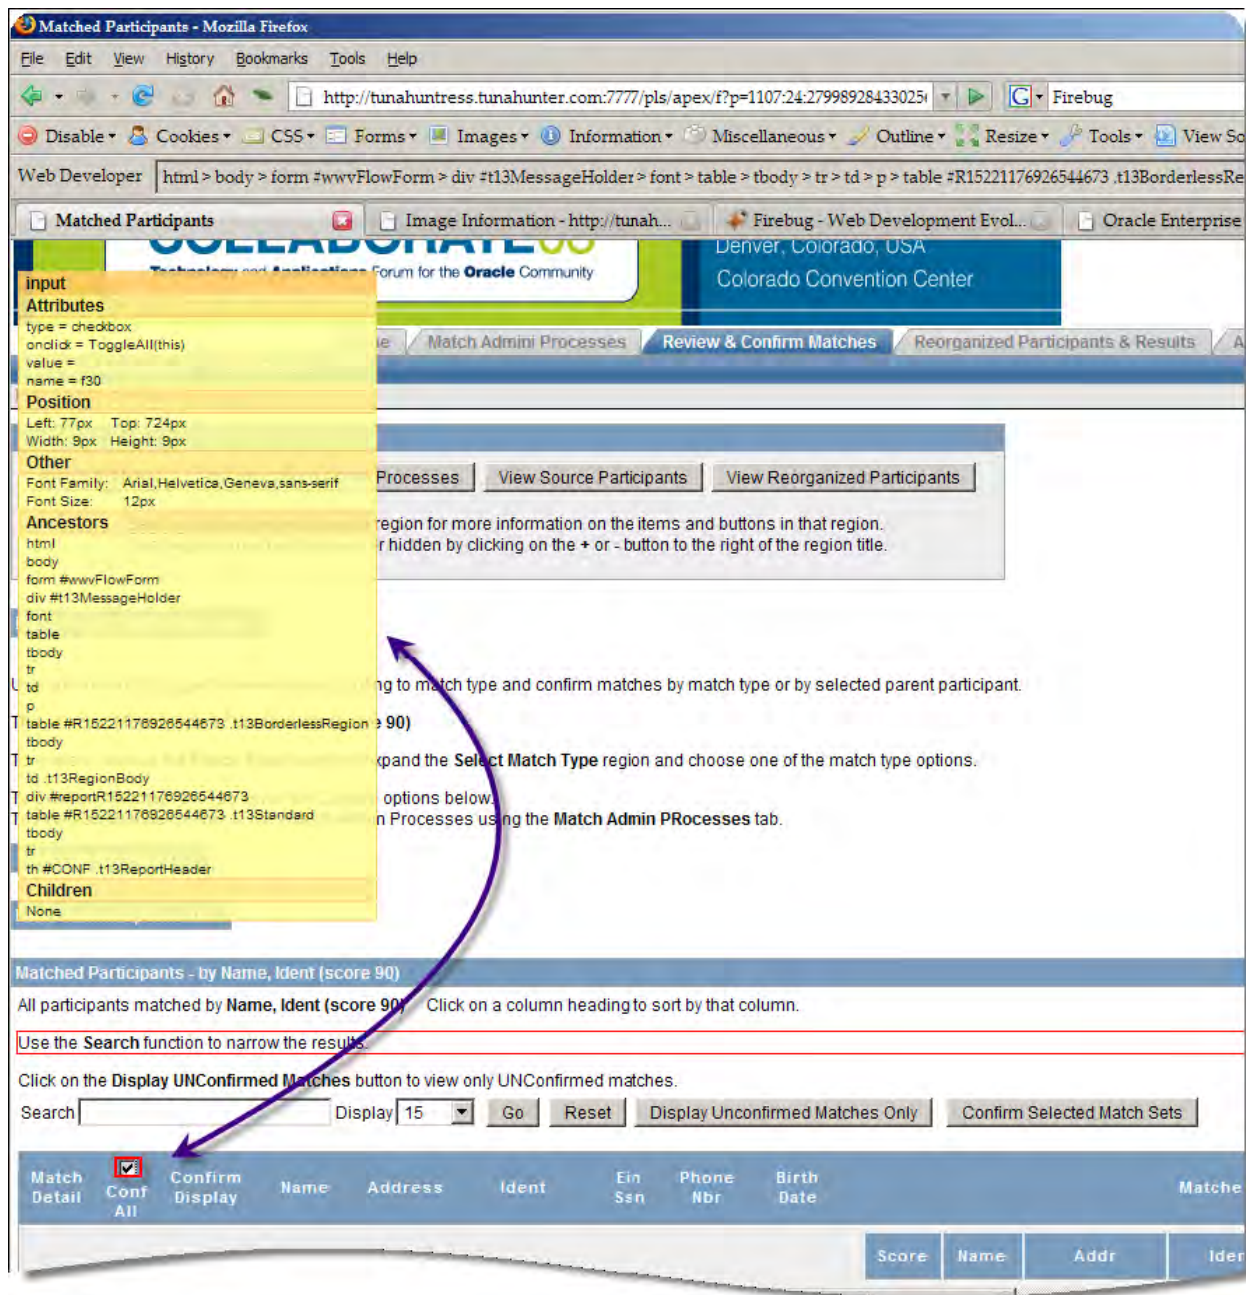 Matched Participants - Mozilla Firefox
File Edit View History Bookmarks Tools Help
http://tunahuntress.tunahunter.com:7777/pls/apex/f?p=1107:24:27998928433025 G Firebug
Disable Cookies CSS Forms Images Information Miscellaneous Outline Resize Tools View So
Web Developer html > body > form #wwvFlowForm > div #t13MessageHolder > font > table > tbody > tr > td > p > table #R15221176926544673 .t13BorderlessRe
Matched Participants Image Information - http://tunah... Firebug - Web Development Evol... Oracle Enterprise
COLLABORATE
Technology and Applications Forum for the Oracle Community
Denver, Colorado, USA
Colorado Convention Center
input
Attributes
type = checkbox
onclick = ToggleAll(this)
value =
name = f30
Match Admini Processes Review & Confirm Matches Reorganized Participants & Results A
Position
Left: 77px Top: 724px
Width: 9px Height: 9px
Other
Font Family: Arial,Helvetica,Geneva,sans-serif
Font Size: 12px
Processes View Source Participants View Reorganized Participants
Ancestors
html
body
form #wwvFlowForm
div #t13MessageHolder
font
table
tbody
tr
td
p
table #R15221176926544673 .t13BorderlessRegion
tbody
tr
td .t13RegionBody
div #reportR15221176926544673
table #R15221176926544673 .t13Standard
tbody
tr
th #CONF .t13ReportHeader
Children
None
region for more information on the items and buttons in that region.
r hidden by clicking on the + or - button to the right of the region title.
ng to match type and confirm matches by match type or by selected parent participant.
e 90)
xpand the Select Match Type region and choose one of the match type options.
options below.
n Processes using the Match Admin PRocesses tab.
Matched Participants - by Name, Ident (score 90)
All participants matched by Name, Ident (score 90) Click on a column heading to sort by that column.
Use the Search function to narrow the results.
Click on the Display UNConfirmed Matches button to view only UNConfirmed matches.
Search Display 15 Go Reset Display Unconfirmed Matches Only Confirm Selected Match Sets
Match Detail Conf All Confirm Display Name Address Ident Ein Ssn Phone Nbr Birth Date Matche
Score Name Addr Ider